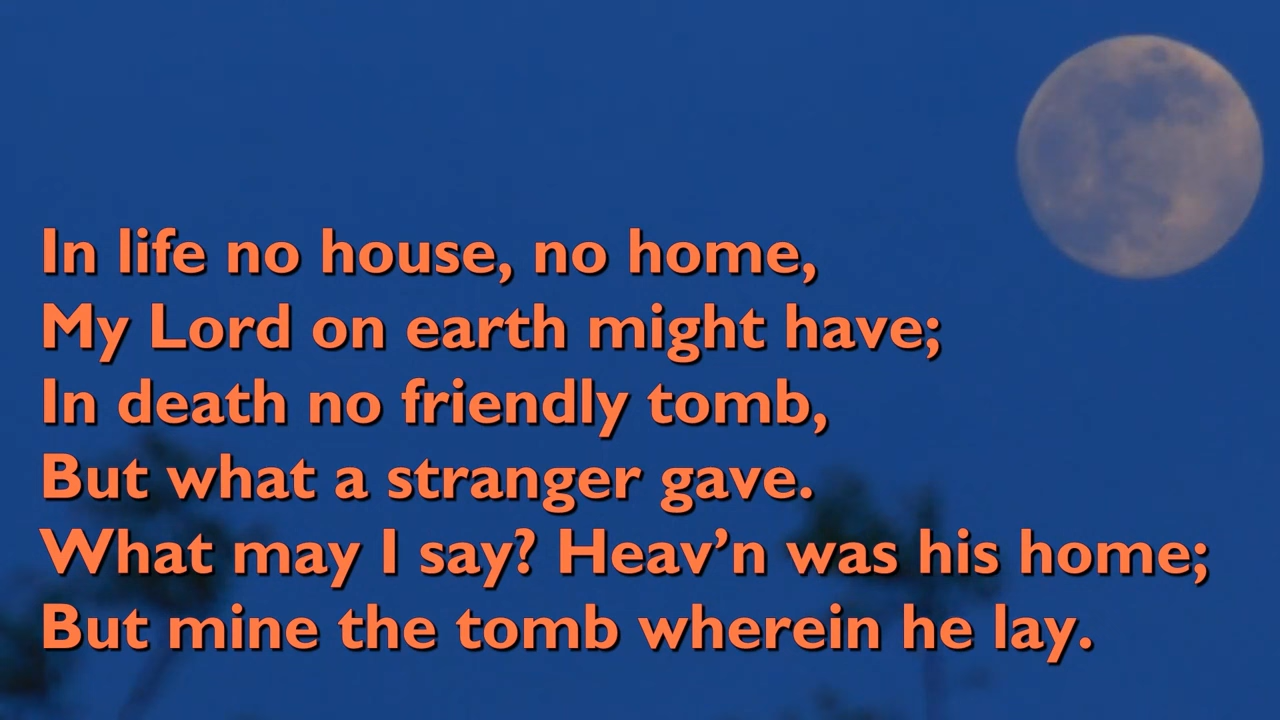 In life no house, no home,
My Lord on earth might have;
In death no friendly tomb,
But what a stranger gave.
What may I say? Heav’n was his home;
But mine the tomb wherein he lay.